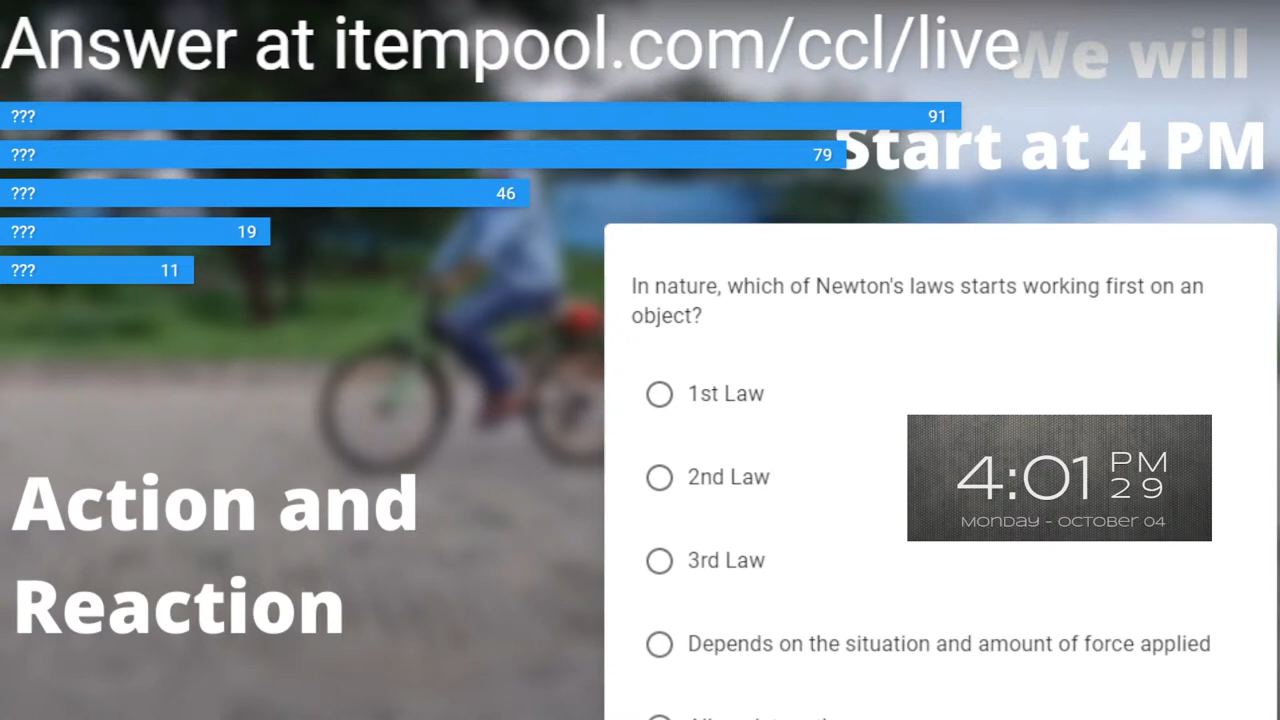 Answer at itempool.com/ccl/live
We will
Start at 4 PM
??? 91
??? 79
??? 46
??? 19
??? 11
In nature, which of Newton's laws starts working first on an
object?
1st Law
2nd Law
3rd Law
Depends on the situation and amount of force applied
4:01 PM
29
Monday - October 04
Action and
Reaction